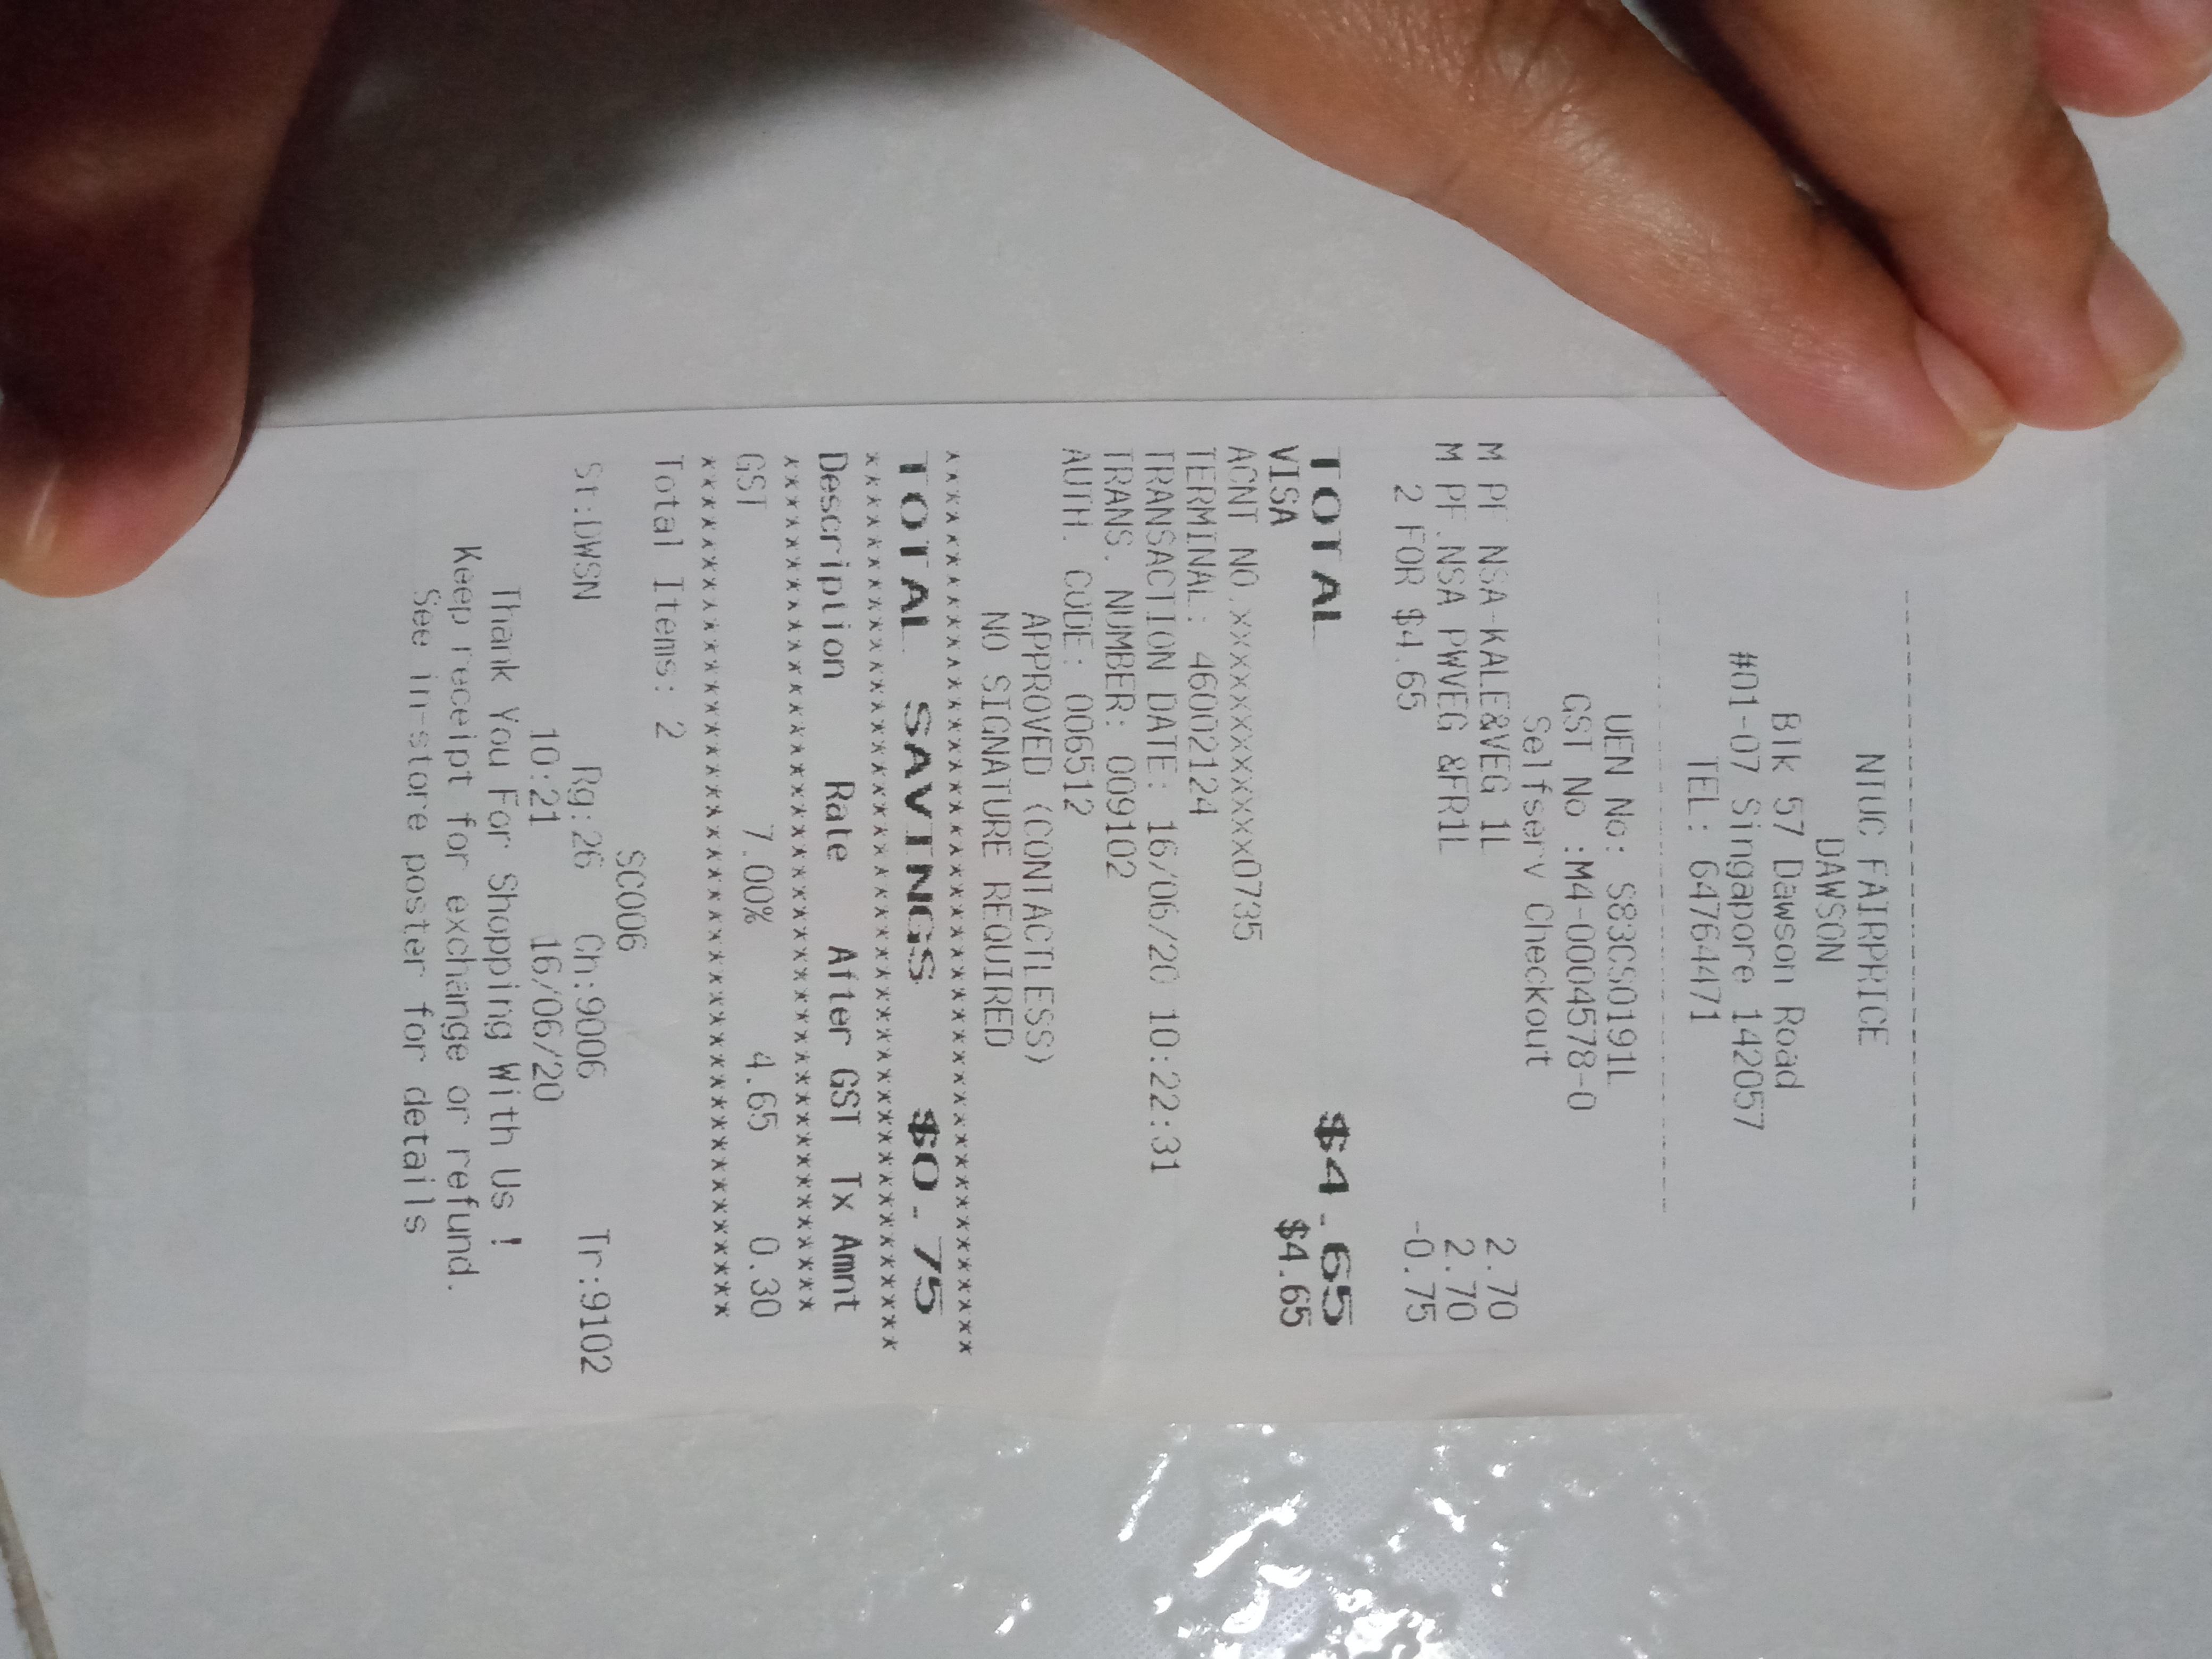 --------------------------------
NTUC FAIRPRICE
DAWSON
Blk 57 Dawson Road
#01-07 Singapore 142057
TEL: 64764471
--------------------------------
UEN No: S83CS0191L
GST No :M4-0004578-0
Selfserv Checkout
M PF NSA-KALE&VEG 1L 2.70
M PF.NSA PWVEG &FR1L 2.70
2 FOR $4.65 -0.75
TOTAL $4.65
VISA $4.65
ACNT NO.xxxxxxxxxxxx0735
TERMINAL: 46002124
TRANSACTION DATE: 16/06/20 10:22:31
TRANS. NUMBER: 009102
AUTH. CODE: 006512
APPROVED (CONTACTLESS)
NO SIGNATURE REQUIRED
**************************************
TOTAL SAVINGS $0.75
**************************************
Description Rate After GST Tx Amnt
**************************************
GST 7.00% 4.65 0.30
**************************************
Total Items: 2
SC006
St:DWSN Rg:26 Ch:9006 Tr:9102
10:21 16/06/20
Thank You For Shopping With Us !
Keep receipt for exchange or refund.
See in-store poster for details